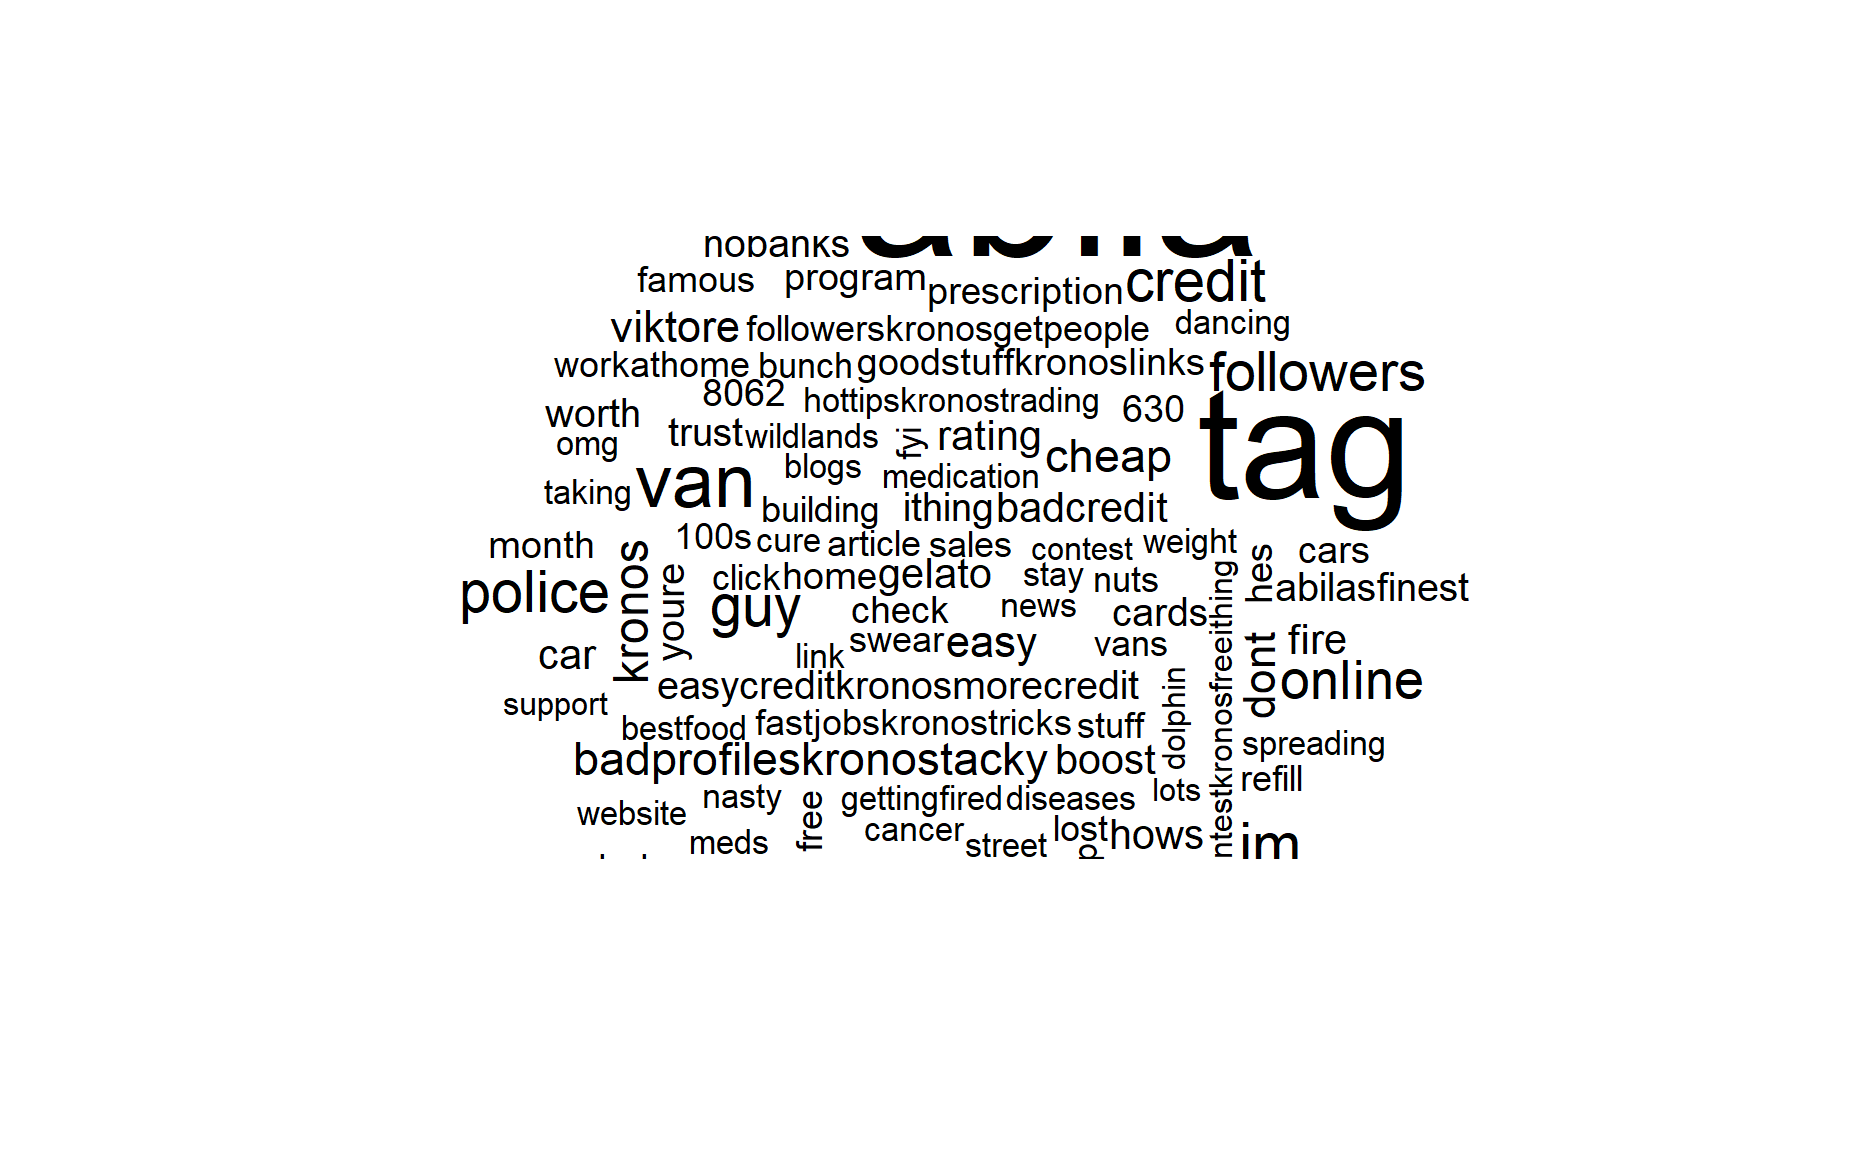 nobanks abila
famous program prescription credit
viktore followerskronosgetpeople dancing
workathome bunch goodstuffkronoslinks followers
8062 hottipskronostrading 630
worth trust wildlands fyi rating cheap tag
omg blogs medication
taking van building ithing badcredit
month 100s cure article sales contest weight cars
police kronos youre click home gelato stay nuts hes abilasfinest
guy check news cards
car link swear easy vans dont fire
easycreditkronosmorecredit online
support bestfood fastjobskronostricks stuff dolphin ntestkronosfreeithing spreading
badprofileskronostacky boost refill
website nasty free gettingfired diseases lots
meds cancer street lost hows im